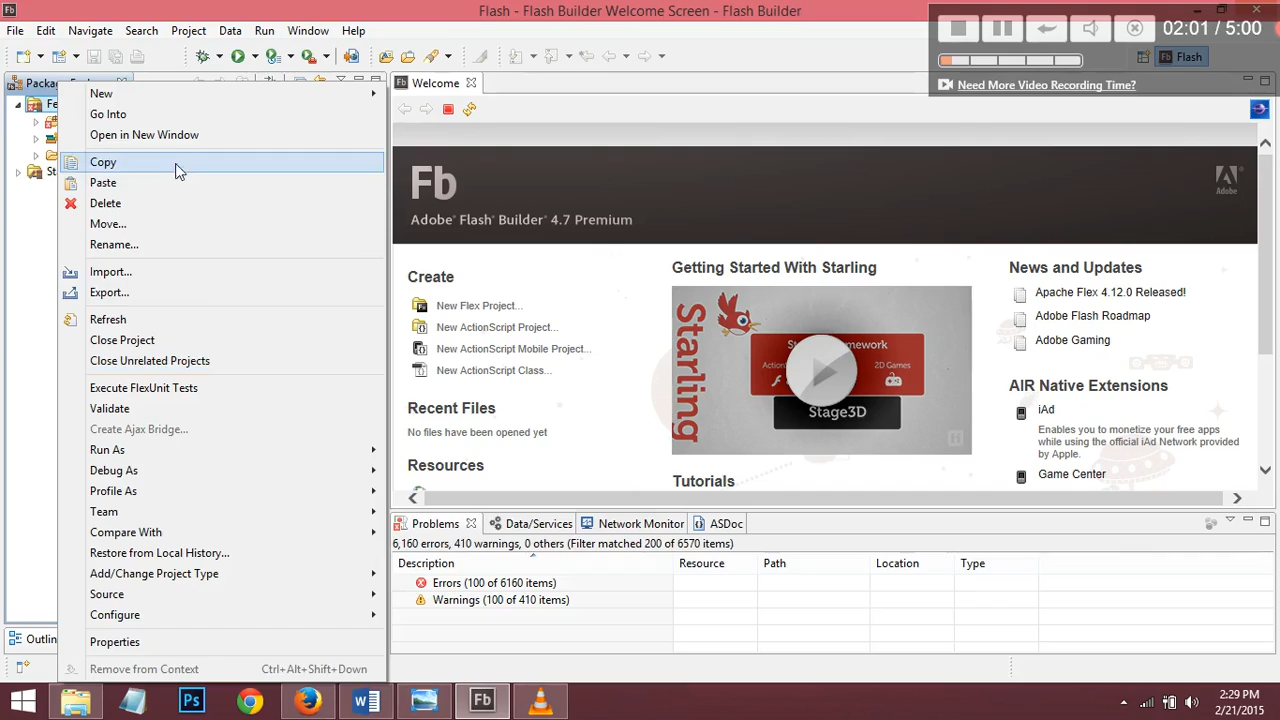 Fb
Flash - Flash Builder Welcome Screen - Flash Builder
File Edit Navigate Search Project Data Run Window Help
02:01 / 5:00
Flash
Need More Video Recording Time?
Welcome
New
Go Into
Open in New Window
Copy
Paste
Delete
Move...
Rename...
Import...
Export...
Refresh
Close Project
Close Unrelated Projects
Execute FlexUnit Tests
Validate
Create Ajax Bridge...
Run As
Debug As
Profile As
Team
Compare With
Restore from Local History...
Add/Change Project Type
Source
Configure
Properties
Remove from Context Ctrl+Alt+Shift+Down
Fb
Adobe® Flash® Builder® 4.7 Premium
Adobe
Create
New Flex Project...
New ActionScript Project...
New ActionScript Mobile Project...
New ActionScript Class...
Recent Files
No files have been opened yet
Resources
Getting Started With Starling
Starling
2D Games
Stage3D
Tutorials
News and Updates
Apache Flex 4.12.0 Released!
Adobe Flash Roadmap
Adobe Gaming
AIR Native Extensions
iAd
Enables you to monetize your free apps
while using the official iAd Network provided
by Apple.
Game Center
Problems Data/Services Network Monitor ASDoc
6,160 errors, 410 warnings, 0 others (Filter matched 200 of 6570 items)
Description Resource Path Location Type
Errors (100 of 6160 items)
Warnings (100 of 410 items)
Ps
Fb
2:29 PM
2/21/2015